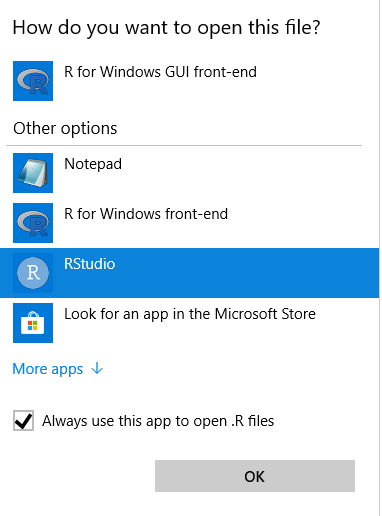 How do you want to open this file?
R for Windows GUI front-end
Other options
Notepad
R for Windows front-end
R RStudio
Look for an app in the Microsoft Store
More apps
Always use this app to open .R files
OK